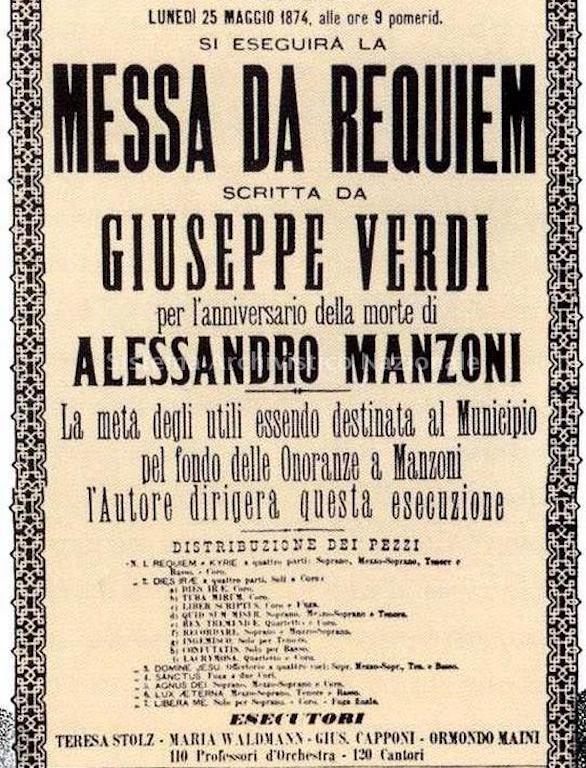 LUNEDÌ 25 MAGGIO 1874, alle ore 9 pomerid.
SI ESEGUIRÀ LA
MESSA DA REQUIEM
SCRITTA DA
GIUSEPPE VERDI
per l'anniversario della morte di
ALESSANDRO MANZONI
Sistema Archivistico Nazionale
La meta degli utili essendo destinata al Municipio
pel fondo delle Onoranze a Manzoni
l'Autore dirigera questa esecuzione
DISTRIBUZIONE DEI PEZZI
N. 1. REQUIEM e KYRIE a quattro parti: Soprano, Mezzo-Soprano, Tenore e
Basso. - Coro.
„ 2. DIES IRÆ a quattro parti, Soli e Coro:
a) DIES IRÆ. Coro.
b) TUBA MIRUM. Coro.
c) LIBER SCRIPTUS. Coro e Fuga.
d) QUID SUM MISER. Soprano, Mezzo-Soprano e Tenore.
e) REX TREMENDÆ. Quartetto e Coro.
f) RECORDARE. Soprano e Mezzo-Soprano.
g) INGEMISCO. Solo per Tenore.
h) CONFUTATIS. Solo per Basso.
i) LACRYMOSA. Quartetto e Coro.
„ 3. DOMINE JESU. Offertorio a quattro voci: Sopr. Mezzo-Sopr., Ten. e Basso.
„ 4. SANCTUS. Fuga a due Cori.
„ 5. AGNUS DEI. Soprano, Mezzo-Soprano e Coro.
„ 6. LUX ÆTERNA. Mezzo-Soprano, Tenore e Basso.
„ 7. LIBERA ME. Solo per Soprano. - Coro. - Fuga finale.
ESECUTORI
TERESA STOLZ - MARIA WALDMANN - GIUS. CAPPONI - ORMONDO MAINI
110 Professori d'Orchestra - 120 Cantori